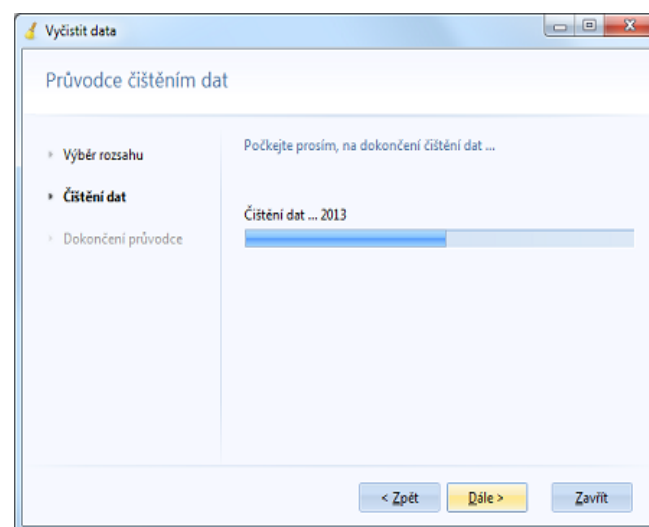 Vyčistit data
Průvodce čištěním dat
Výběr rozsahu
Čištění dat
Dokončení průvodce
Počkejte prosím, na dokončení čištění dat ...
Čištění dat ... 2013
< Zpět
Dále >
Zavřít